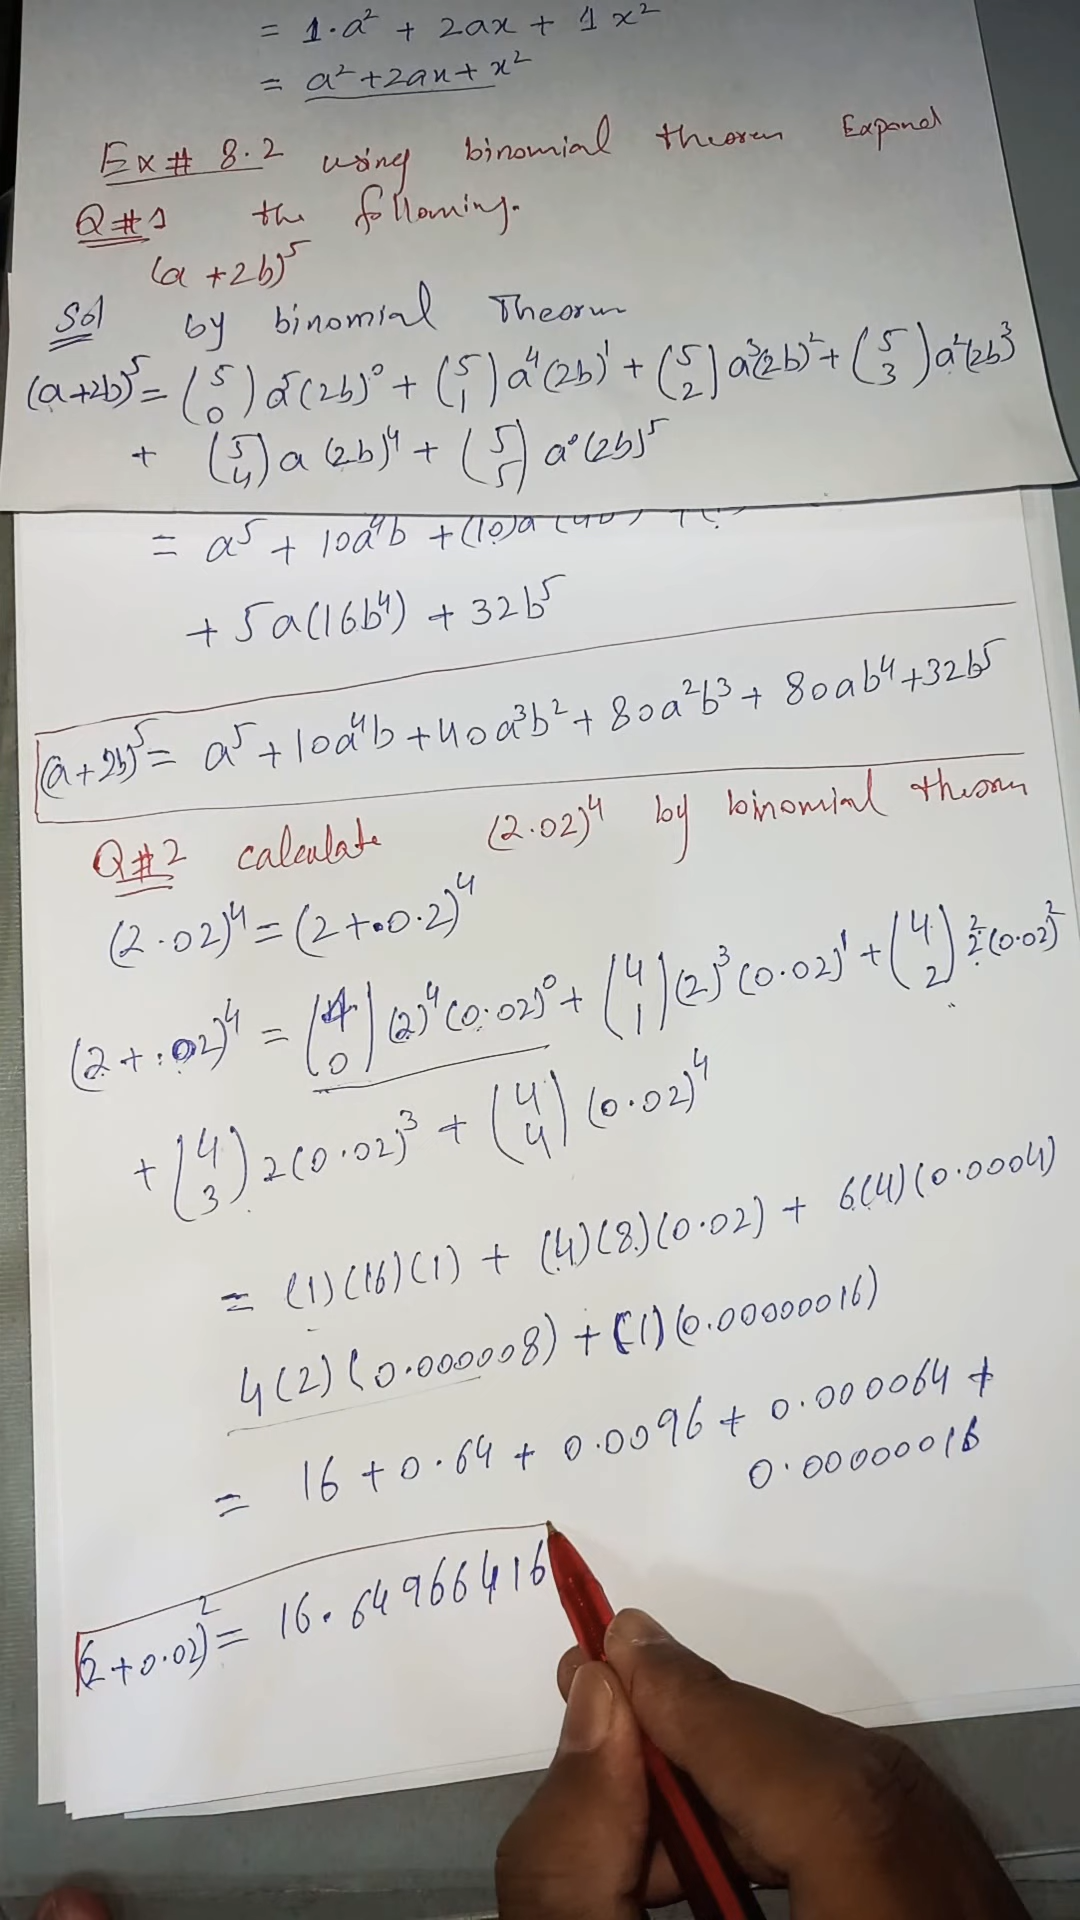 = 1·a² + 2ax + 1x²
= a² + 2ax + x²
Ex# 8.2 using binomial theorem Expand
Q#1 the following.
(a + 2b)⁵
Sol by binomial Theorem
(a+2b)⁵ = (5 0) a⁵(2b)⁰ + (5 1) a⁴(2b)¹ + (5 2) a³(2b)² + (5 3) a²(2b)³
+ (5 4) a (2b)⁴ + (5 5) a⁰(2b)⁵
= a⁵ + 10a⁴b + (10)a
+ 5a(16b⁴) + 32b⁵
(a+2b)⁵ = a⁵ + 10a⁴b + 40a³b² + 80a²b³ + 80ab⁴ + 32b⁵
Q#2 calculate (2.02)⁴ by binomial theorem
(2.02)⁴ = (2+.0.2)⁴
(2+.02)⁴ = (4 0) (2)⁴(0.02)⁰ + (4 1) (2)³(0.02)¹ + (4 2) 2²(0.02)²
+ (4 3) 2(0.02)³ + (4 4) (0.02)⁴
= (1)(16)(1) + (4)(8)(0.02) + 6(4)(0.0004)
4(2)(0.000008) + (1)(0.00000016)
= 16 + 0.64 + 0.0096 + 0.000064 +
0.00000016
(2+0.02)² = 16.64966416